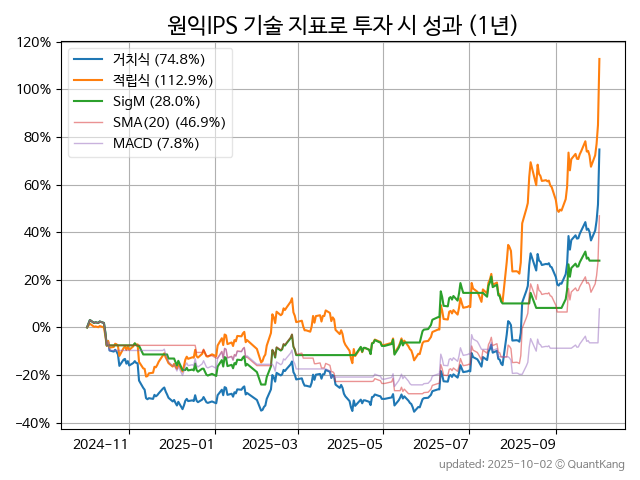 원익IPS 기술 지표로 투자 시 성과 (1년)
120%
100%
80%
60%
40%
20%
0%
−20%
−40%
거치식 (74.8%)
적립식 (112.9%)
SigM (28.0%)
SMA(20) (46.9%)
MACD (7.8%)
2024-11
2025-01
2025-03
2025-05
2025-07
2025-09
updated: 2025-10-02 © QuantKang